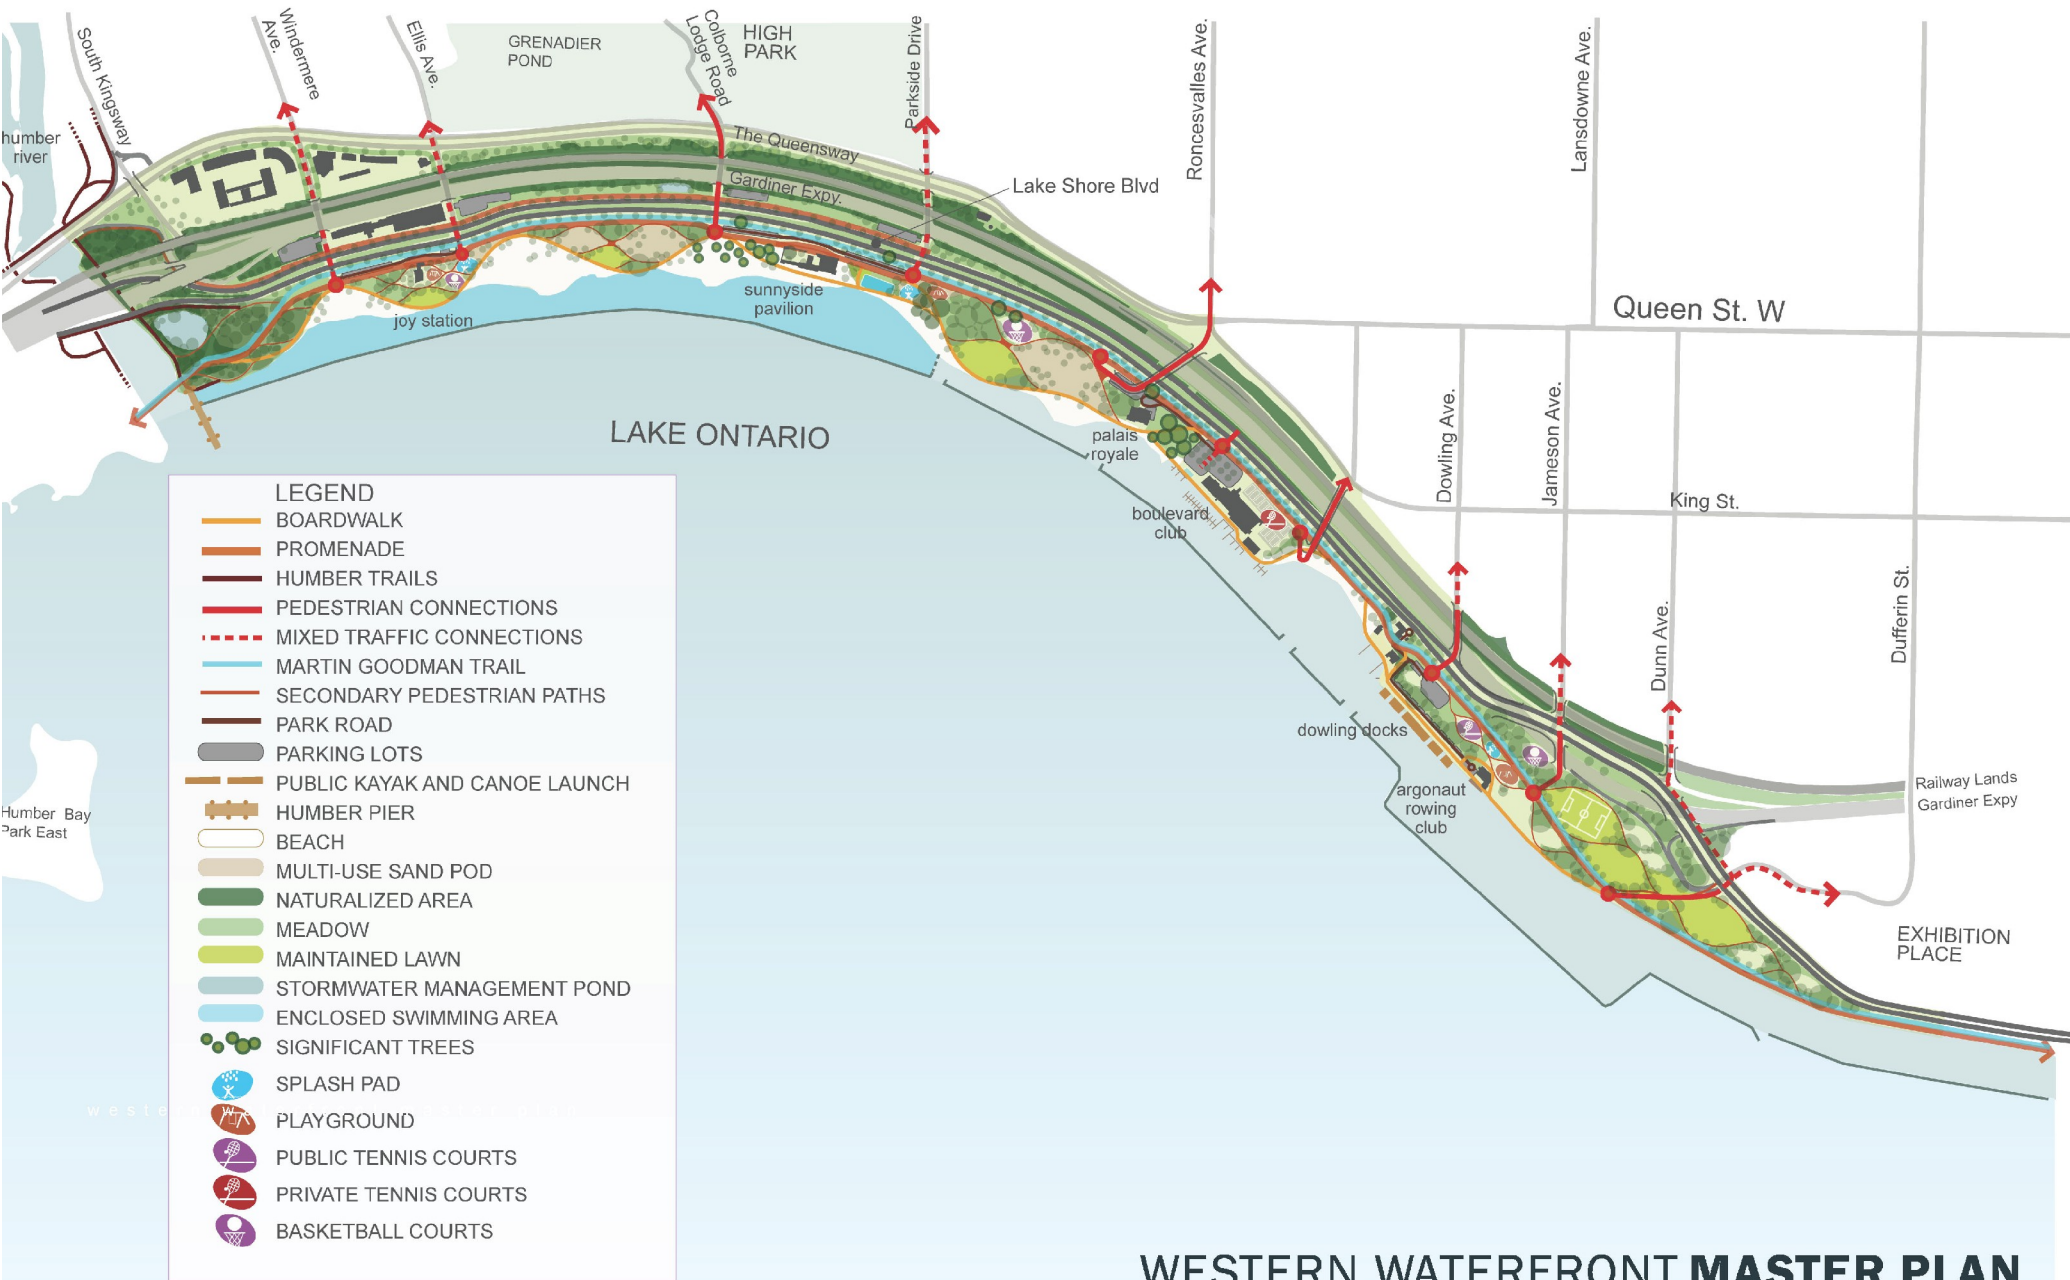 South Kingsway
Windermere
Ave.
Ellis Ave.
GRENADIER
POND
Colborne
Lodge Road
HIGH
PARK
Parkside Drive
Roncesvalles Ave.
Lansdowne Ave.
humber
river
The Queensway
Gardiner Expy.
Lake Shore Blvd
Queen St. W
joy station
sunnyside
pavilion
LAKE ONTARIO
palais
royale
boulevard
club
Dowling Ave.
Jameson Ave.
King St.
Dunn Ave.
Dufferin St.
dowling docks
argonaut
rowing
club
Railway Lands
Gardiner Expy
EXHIBITION
PLACE
Humber Bay
Park East
LEGEND
BOARDWALK
PROMENADE
HUMBER TRAILS
PEDESTRIAN CONNECTIONS
MIXED TRAFFIC CONNECTIONS
MARTIN GOODMAN TRAIL
SECONDARY PEDESTRIAN PATHS
PARK ROAD
PARKING LOTS
PUBLIC KAYAK AND CANOE LAUNCH
HUMBER PIER
BEACH
MULTI-USE SAND POD
NATURALIZED AREA
MEADOW
MAINTAINED LAWN
STORMWATER MANAGEMENT POND
ENCLOSED SWIMMING AREA
SIGNIFICANT TREES
SPLASH PAD
PLAYGROUND
PUBLIC TENNIS COURTS
PRIVATE TENNIS COURTS
BASKETBALL COURTS
WESTERN WATERFRONT MASTER PLAN